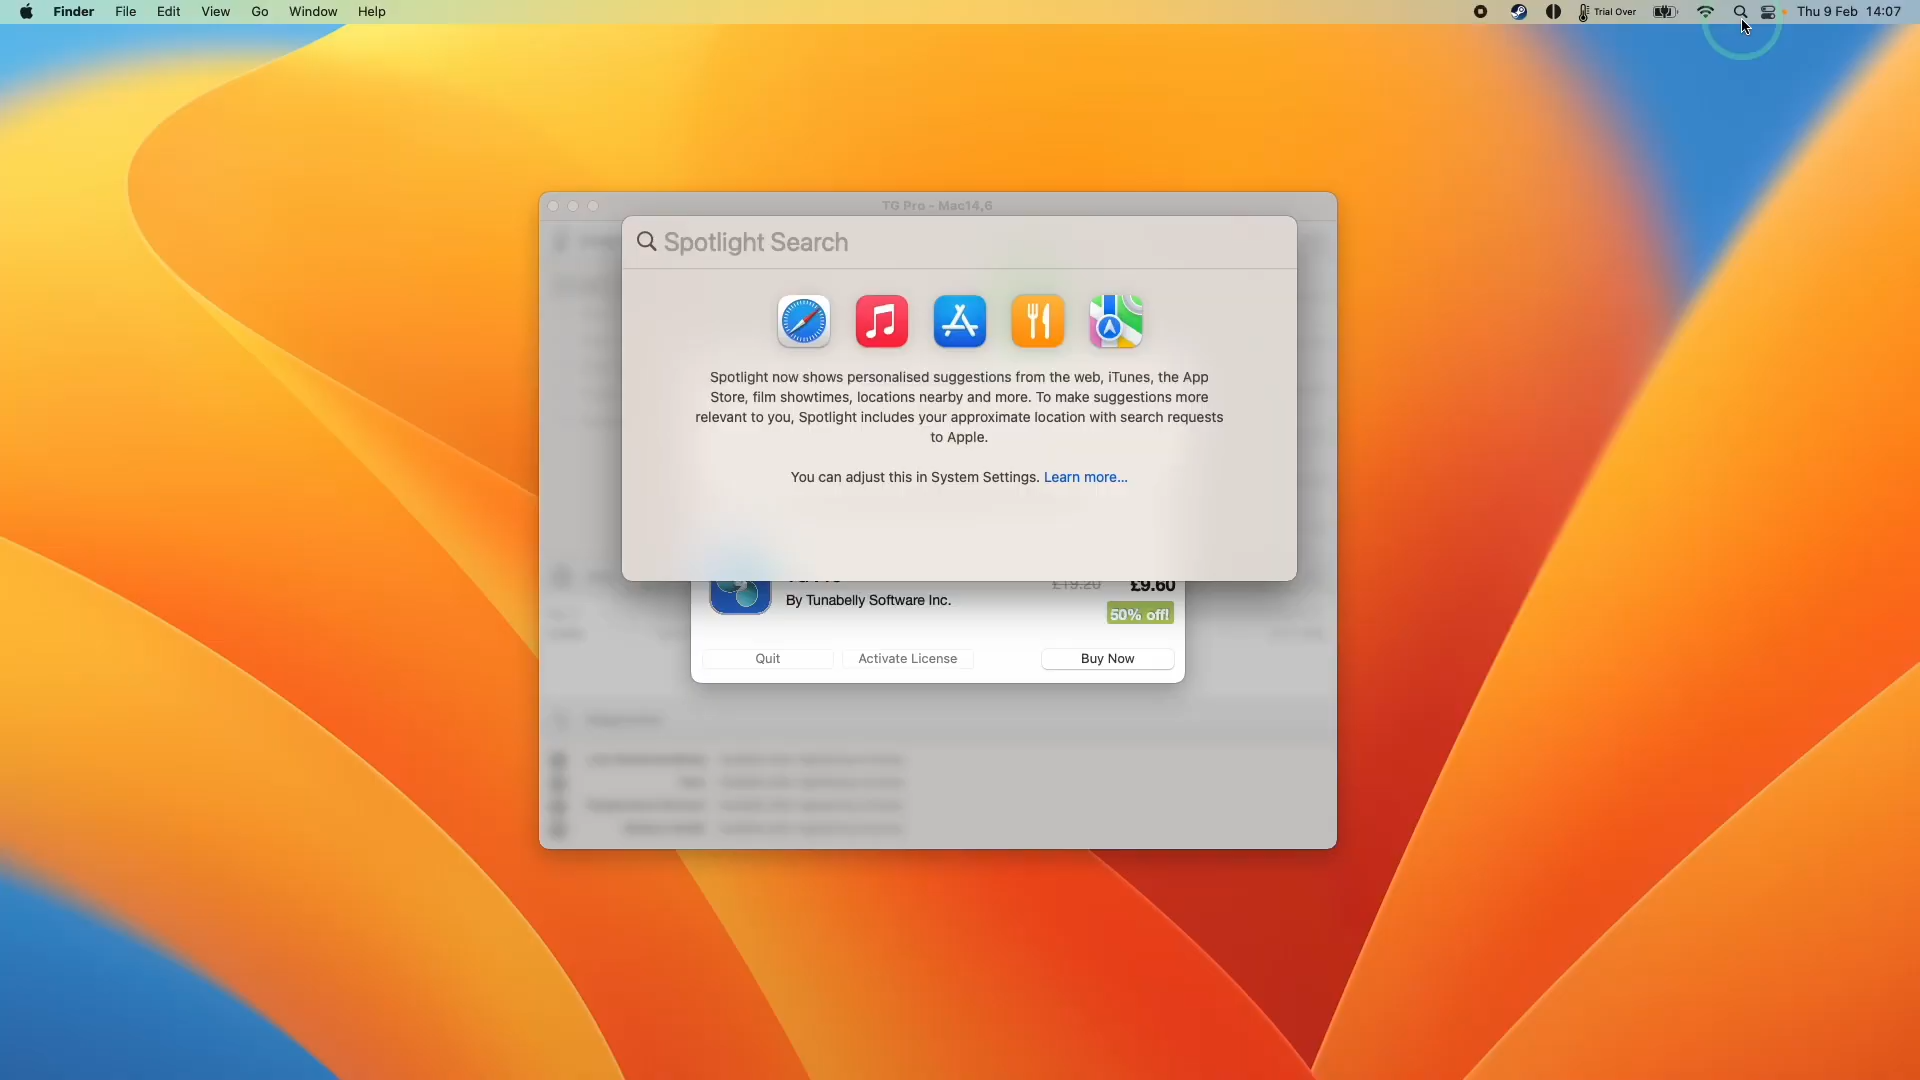 Finder File Edit View Go Window Help Trial Over Thu 9 Feb 14:07
TG Pro - Mac14,6
Spotlight Search
Spotlight now shows personalised suggestions from the web, iTunes, the App
Store, film showtimes, locations nearby and more. To make suggestions more
relevant to you, Spotlight includes your approximate location with search requests
to Apple.
You can adjust this in System Settings. Learn more...
£19.20 £9.60
By Tunabelly Software Inc.
50% off!
Quit Activate License Buy Now